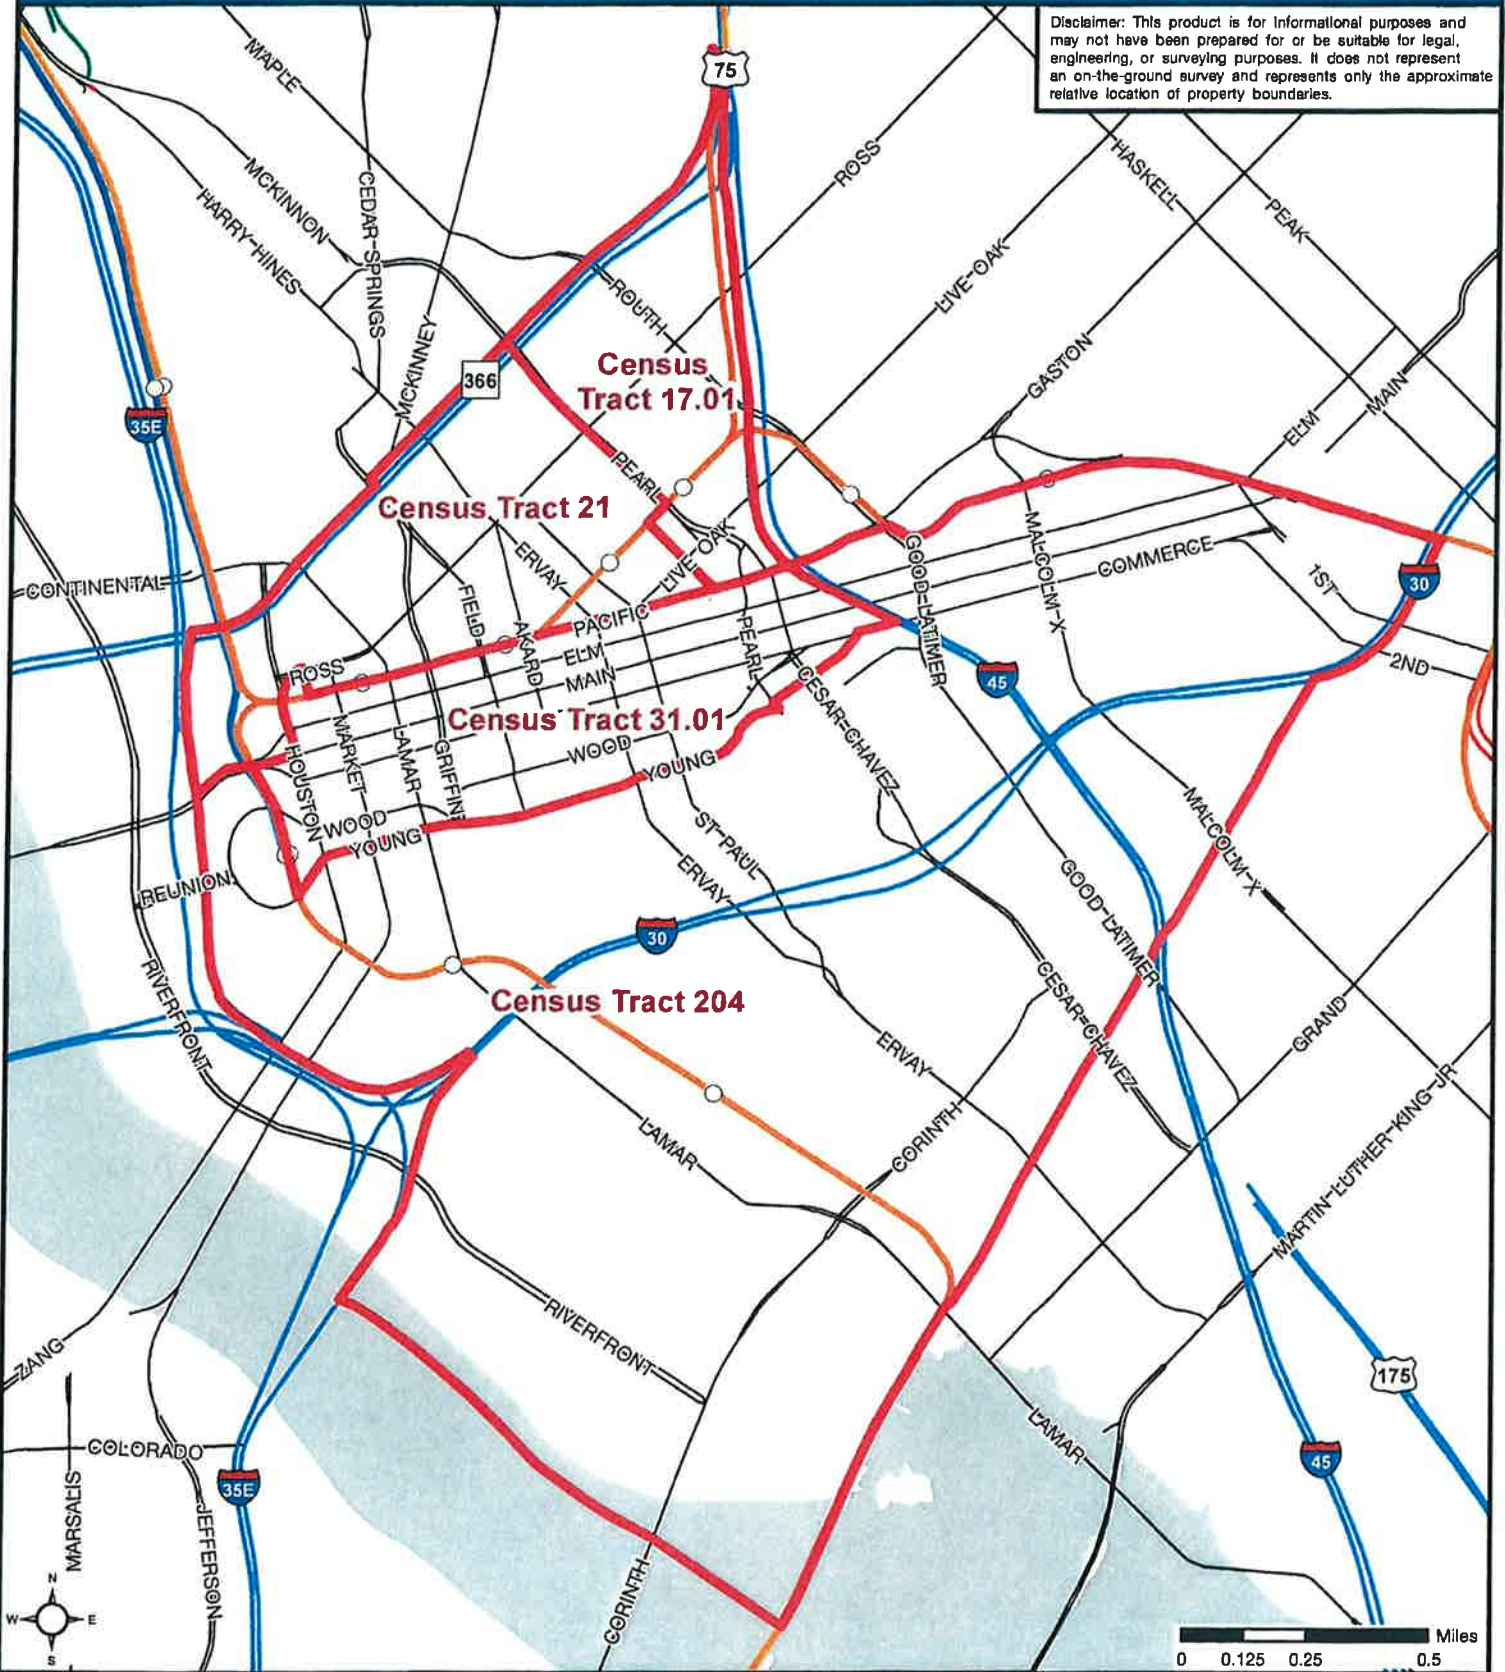 Disclaimer: This product is for informational purposes and
may not have been prepared for or be suitable for legal,
engineering, or surveying purposes. It does not represent
an on-the-ground survey and represents only the approximate
relative location of property boundaries.
75
MAPLE
ROSS
HASKELL
PEAK
MCKINNON
CEDAR SPRINGS
HARRY HINES
LIVE OAK
ROUTH
MCKINNEY
366
Census
Tract 17.01
GASTON
MAIN
ELM
35E
PEARL
Census Tract 21
LIVE OAK
ERVAY
GOOD LATIMER
MALCOLM X
COMMERCE
1ST
30
CONTINENTAL
FIELD
AKARD
PACIFIC
ELM
MAIN
PEARL
2ND
ROSS
45
CESAR CHAVEZ
Census Tract 31.01
HOUSTON
MARKET
LAMAR
GRIFFIN
WOOD
YOUNG
WOOD
YOUNG
ST PAUL
MALCOLM X
REUNION
ERVAY
GOOD LATIMER
30
RIVERFRONT
Census Tract 204
CESAR CHAVEZ
GRAND
ERVAY
LAMAR
CORINTH
MARTIN LUTHER KING JR
RIVERFRONT
ZANG
175
LAMAR
COLORADO
45
35E
MARSALIS
JEFFERSON
CORINTH
N
W E
S
Miles
0 0.125 0.25 0.5